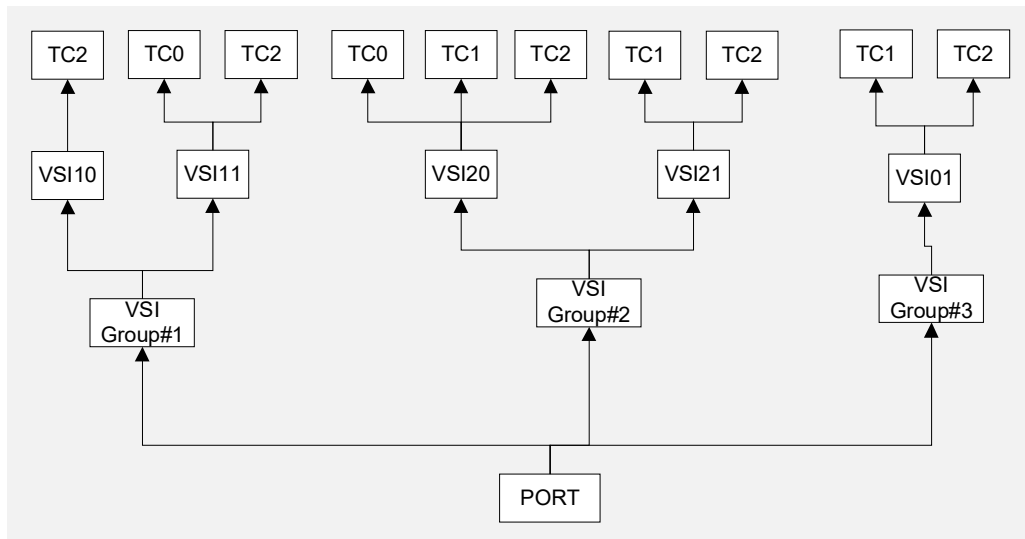 TC2
TC0
TC2
TC0
TC1
TC2
TC1
TC2
TC1
TC2
VSI10
VSI11
VSI20
VSI21
VSI01
VSI
Group#1
VSI
Group#2
VSI
Group#3
PORT